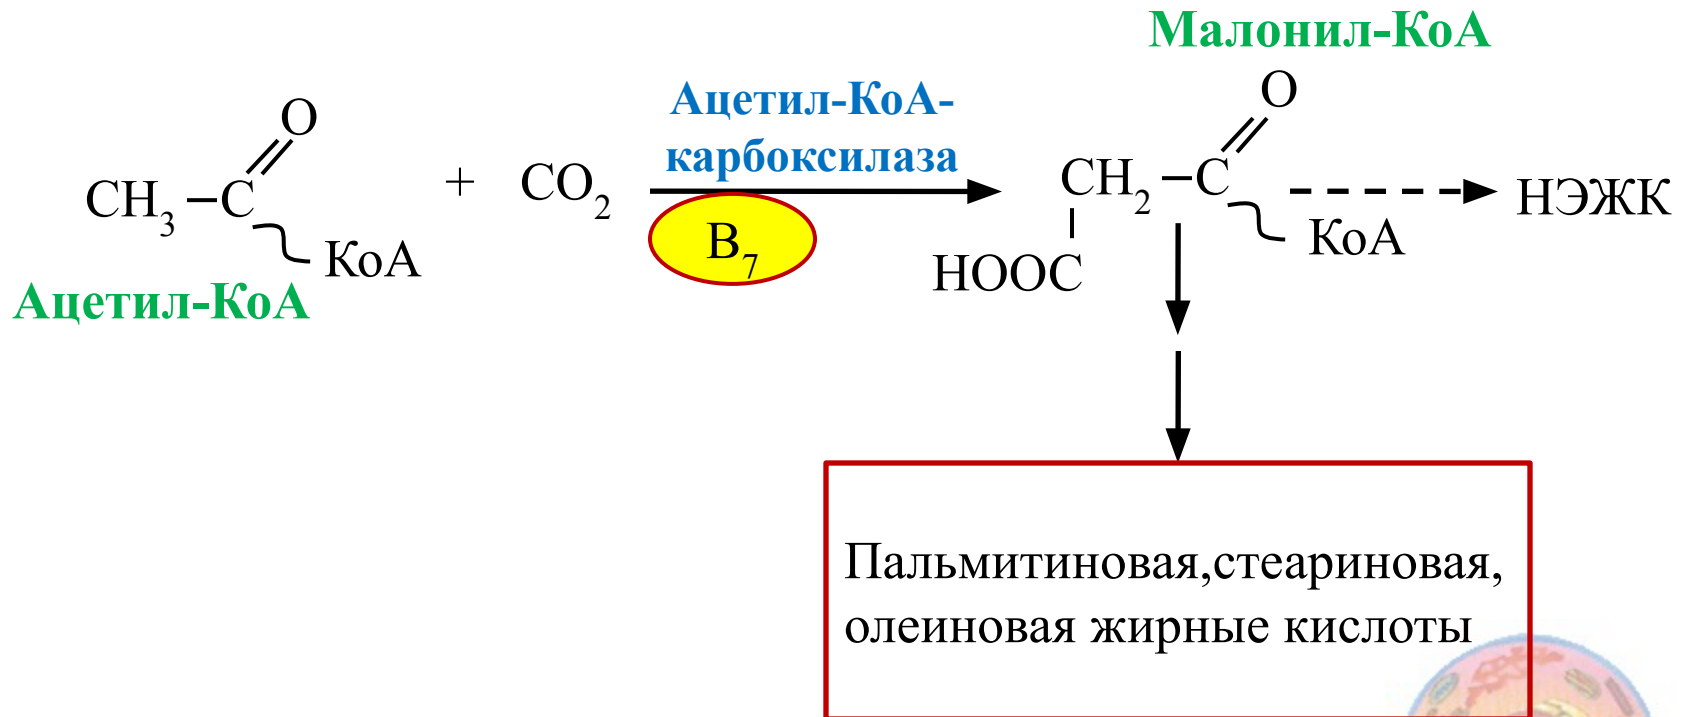 Малонил-КоА
Ацетил-КоА-
карбоксилаза
O
O
CH3 – C
+ CO2
B7
CH2 – C
НЭЖК
КоА
КоА
HOOC
Ацетил-КоА
Пальмитиновая,стеариновая,
олеиновая жирные кислоты